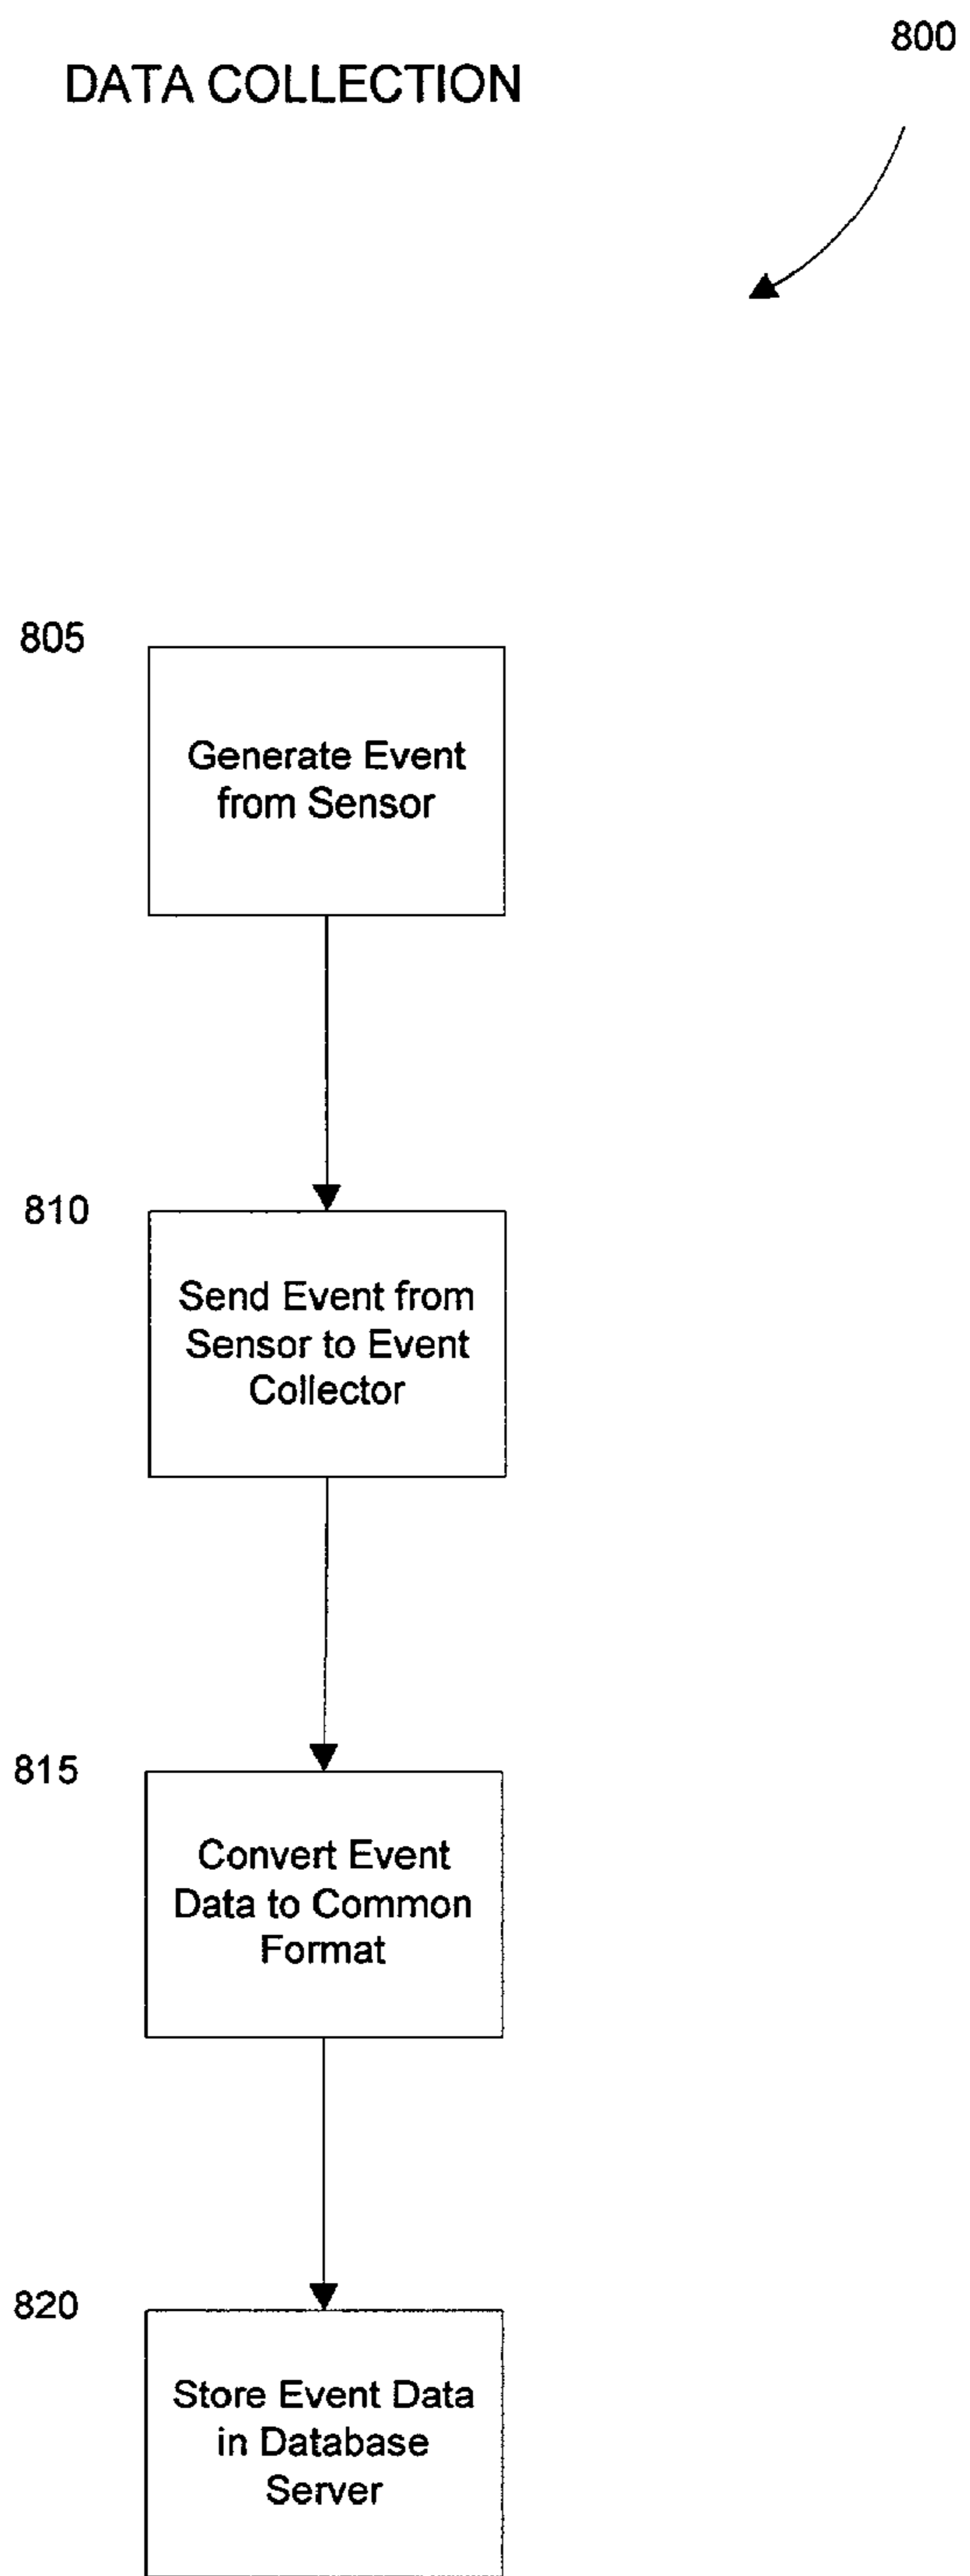 800
DATA COLLECTION
805
Generate Event
from Sensor
810
Send Event from
Sensor to Event
Collector
815
Convert Event
Data to Common
Format
820
Store Event Data
in Database
Server